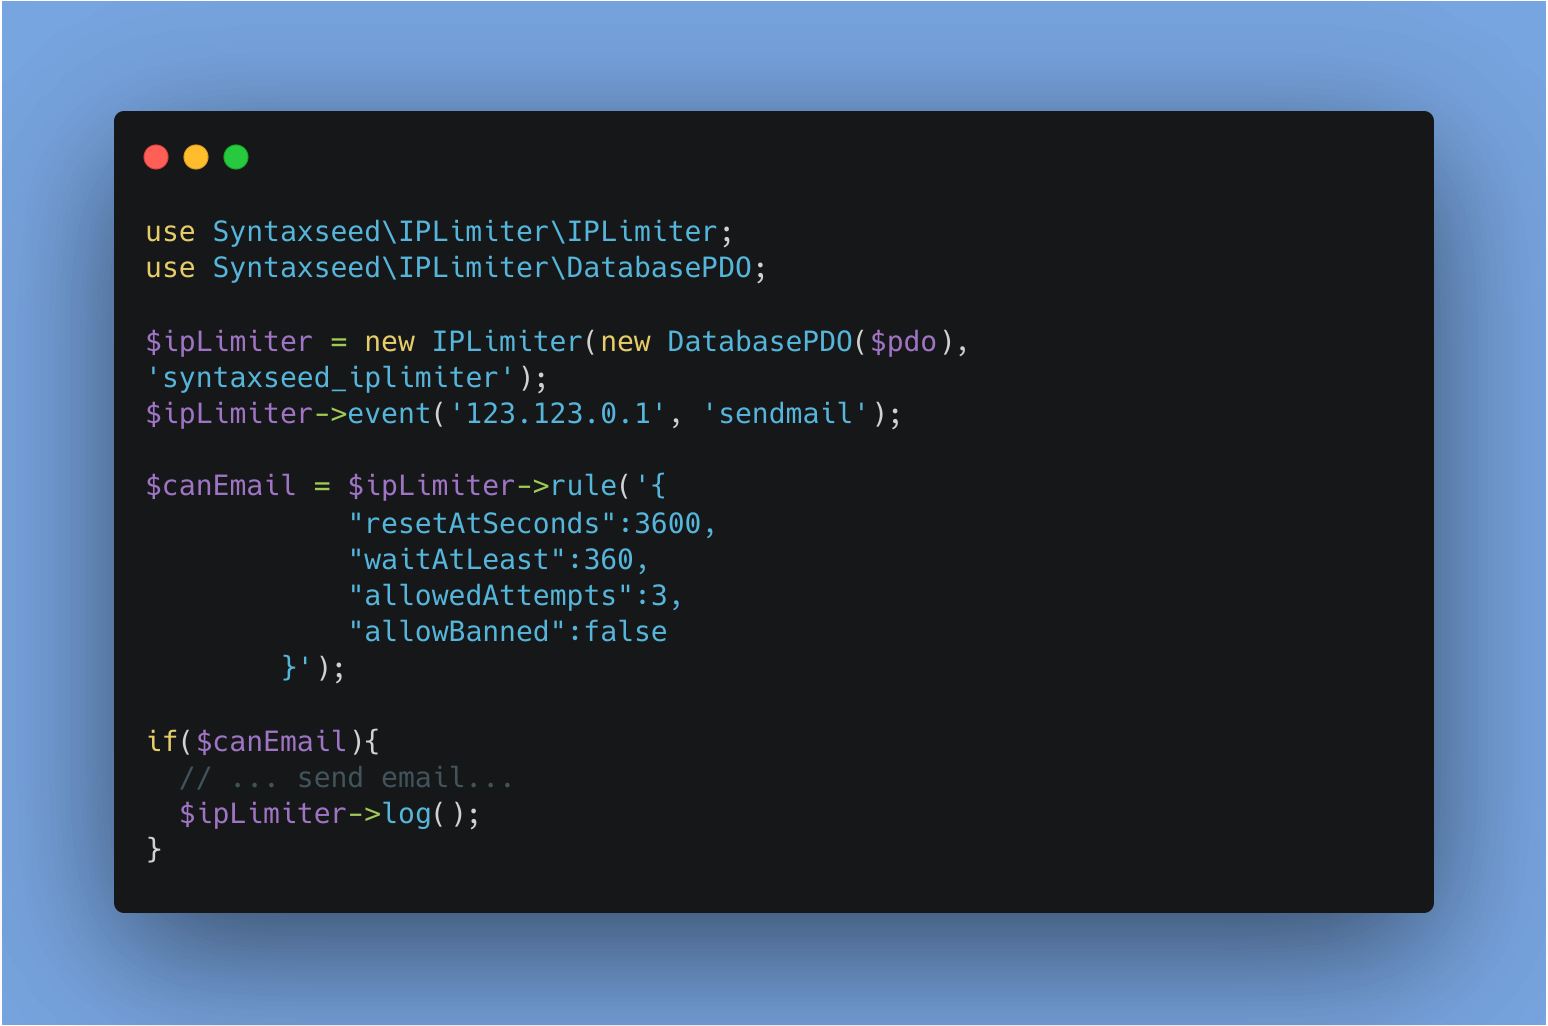 use Syntaxseed\IPLimiter\IPLimiter;
use Syntaxseed\IPLimiter\DatabasePDO;

$ipLimiter = new IPLimiter(new DatabasePDO($pdo),
'syntaxseed_iplimiter');
$ipLimiter->event('123.123.0.1', 'sendmail');

$canEmail = $ipLimiter->rule('{
            "resetAtSeconds":3600,
            "waitAtLeast":360,
            "allowedAttempts":3,
            "allowBanned":false
        }');

if($canEmail){
  // ... send email...
  $ipLimiter->log();
}